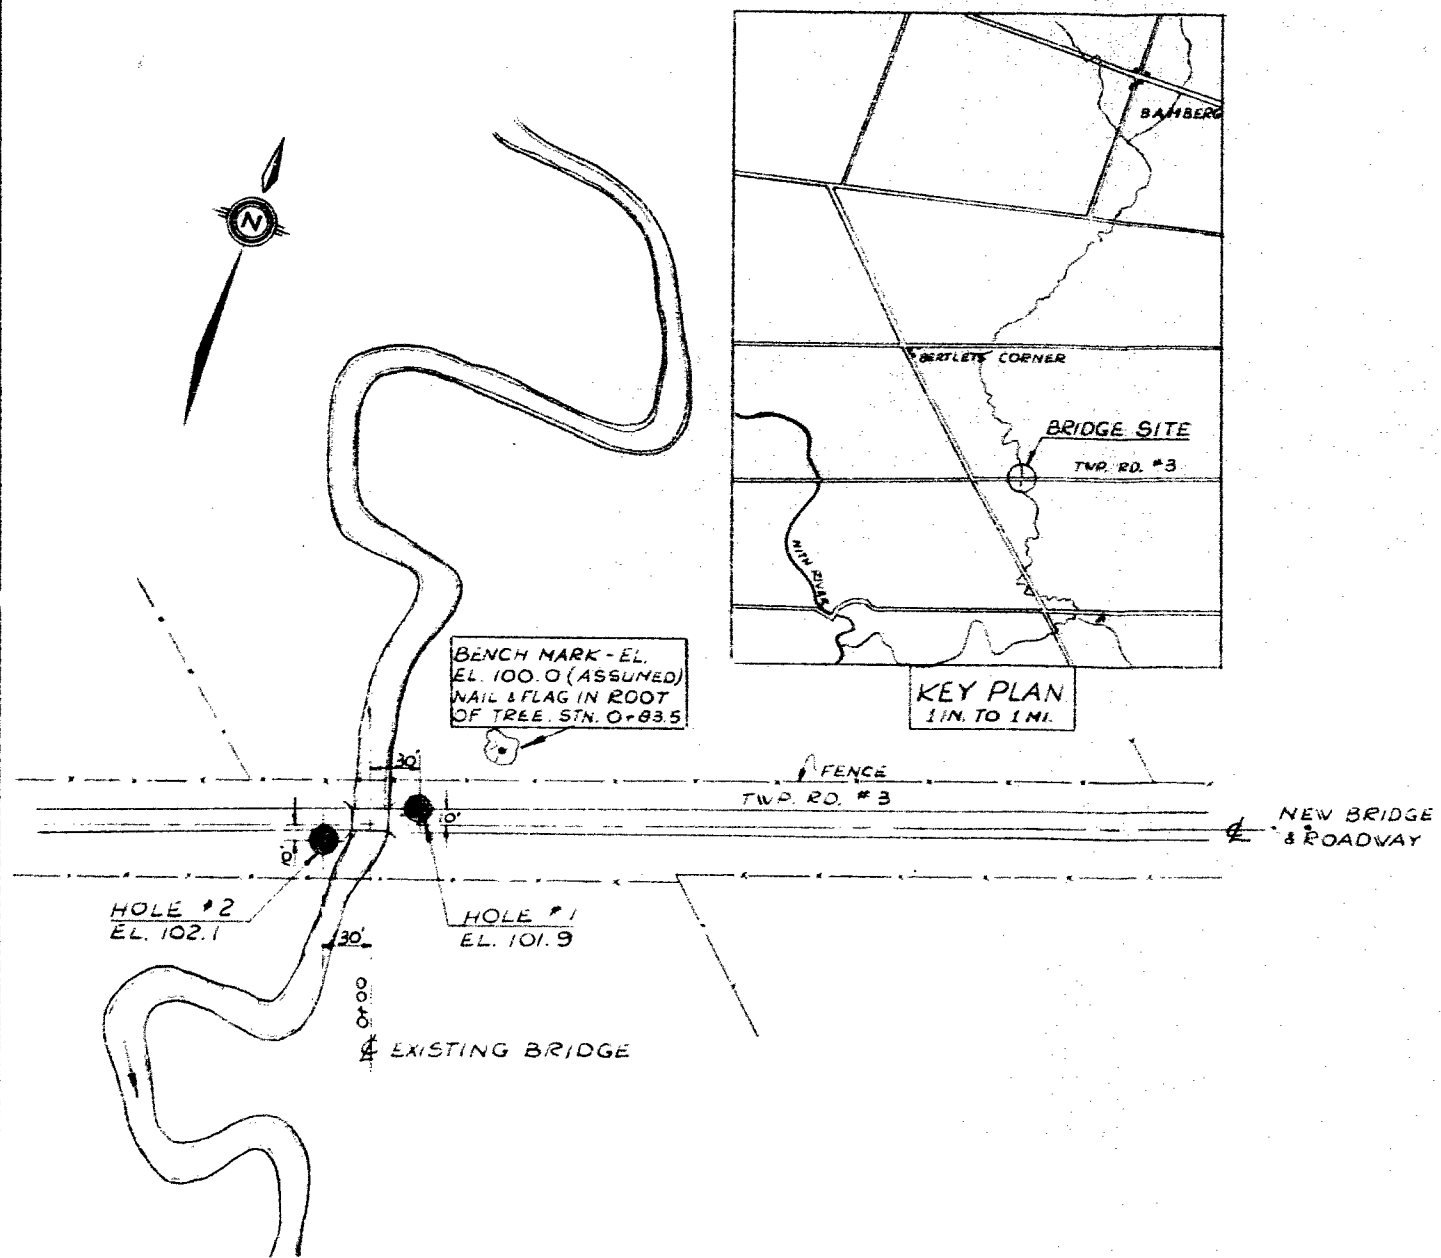 N
BAMBERG
BERTLETS CORNER
BRIDGE SITE
TWP. RD. #3
NITH RIVER
KEY PLAN
1 IN. TO 1 MI.
BENCH MARK - EL.
EL. 100.0 (ASSUMED)
NAIL & FLAG IN ROOT
OF TREE. STN. 0+83.5
30'
FENCE
TWP. RD. #3
NEW BRIDGE
& ROADWAY
HOLE #2
EL. 102.1
HOLE #1
EL. 101.9
30'
0+00
℄ EXISTING BRIDGE